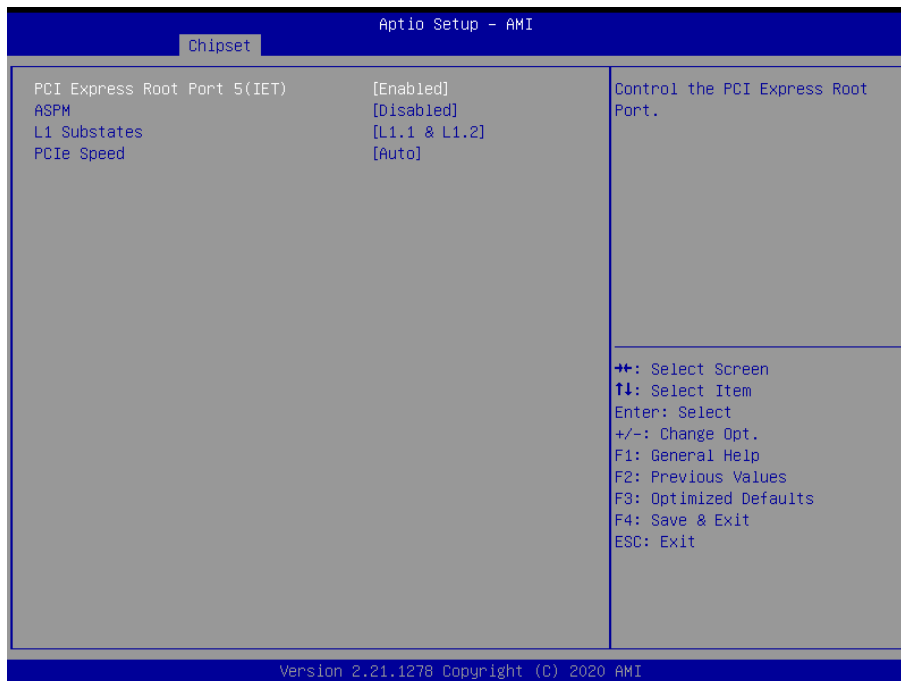 Aptio Setup – AMI
Chipset
PCI Express Root Port 5(IET) [Enabled]
ASPM [Disabled]
L1 Substates [L1.1 & L1.2]
PCIe Speed [Auto]
Control the PCI Express Root
Port.
→←: Select Screen
↑↓: Select Item
Enter: Select
+/-: Change Opt.
F1: General Help
F2: Previous Values
F3: Optimized Defaults
F4: Save & Exit
ESC: Exit
Version 2.21.1278 Copyright (C) 2020 AMI